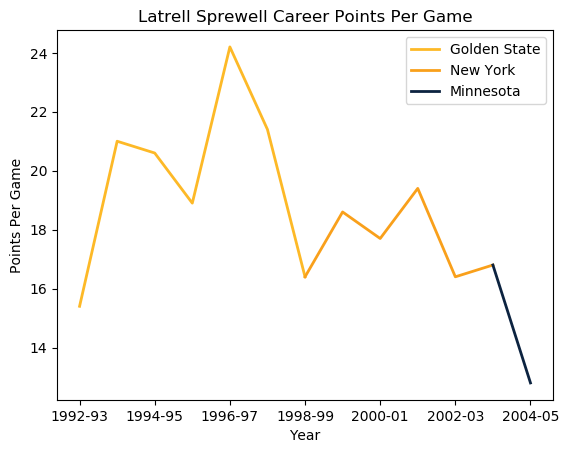 Latrell Sprewell Career Points Per Game
Golden State
New York
Minnesota
Points Per Game
24
22
20
18
16
14
1992-93 1994-95 1996-97 1998-99 2000-01 2002-03 2004-05
Year